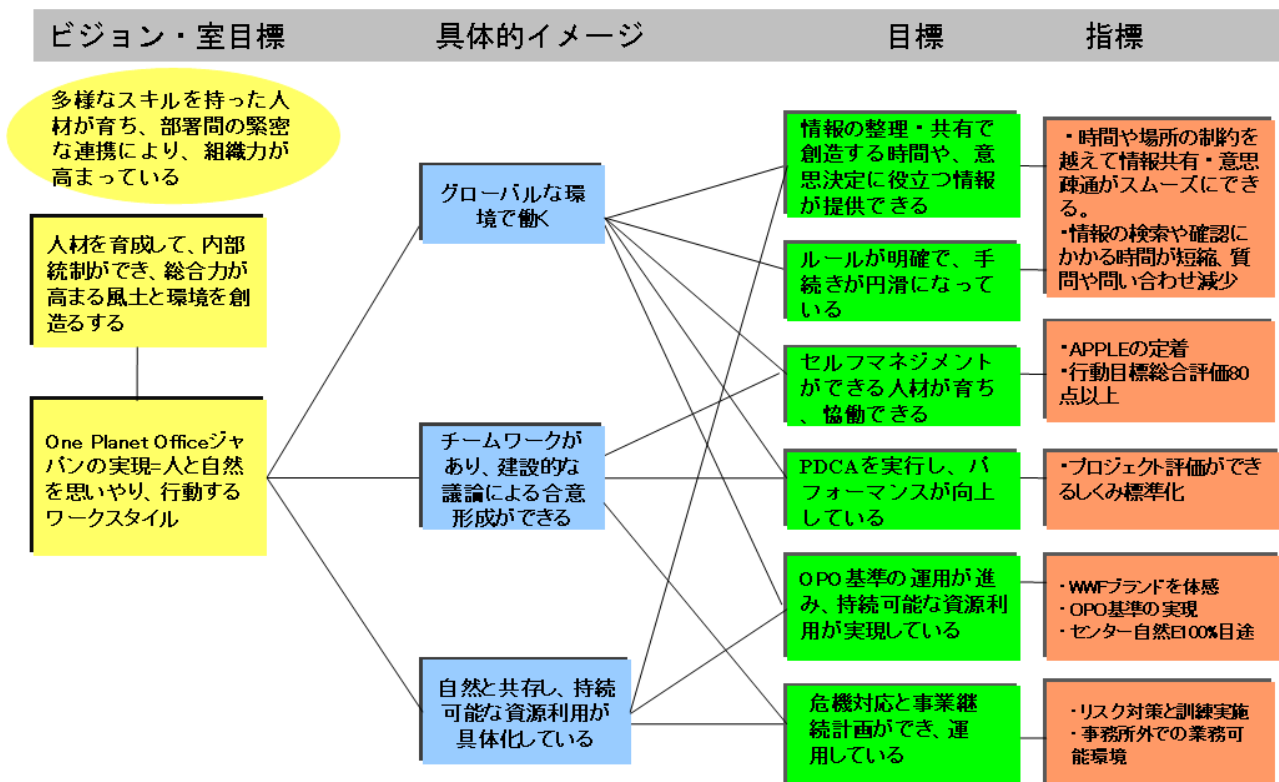 ビジョン・室目標
具体的イメージ
目標
指標
多様なスキルを持った人
材が育ち、部署間の緊密
な連携により、組織力が
高まっている
人材を育成して、内部
統制ができ、総合力が
高まる風土と環境を創
造るする
One Planet Officeジャ
パンの実現=人と自然
を思いやり、行動する
ワークスタイル
グローバルな環
境で働く
チームワークが
あり、建設的な
議論による合意
形成ができる
自然と共存し、持続
可能な資源利用が
具体化している
情報の整理・共有で
創造する時間や、意
思決定に役立つ情報
が提供できる
ルールが明確で、手
続きが円滑になって
いる
セルフマネジメント
ができる人材が育ち
、協働できる
PDCAを実行し、パ
フォーマンスが向上
している
OPO基準の運用が進
み、持続可能な資源利
用が実現している
危機対応と事業継
続計画ができ、運
用している
・時間や場所の制約を
越えて情報共有・意思
疎通がスムーズにでき
る。
・情報の検索や確認に
かかる時間が短縮、質
問や問い合わせ減少
・APPLEの定着
・行動目標総合評価80
点以上
・プロジェクト評価ができ
るしくみ標準化
・WWFブランドを体感
・OPO基準の実現
・センター自然E100%目途
・リスク対策と訓練実施
・事務所外での業務可
能環境